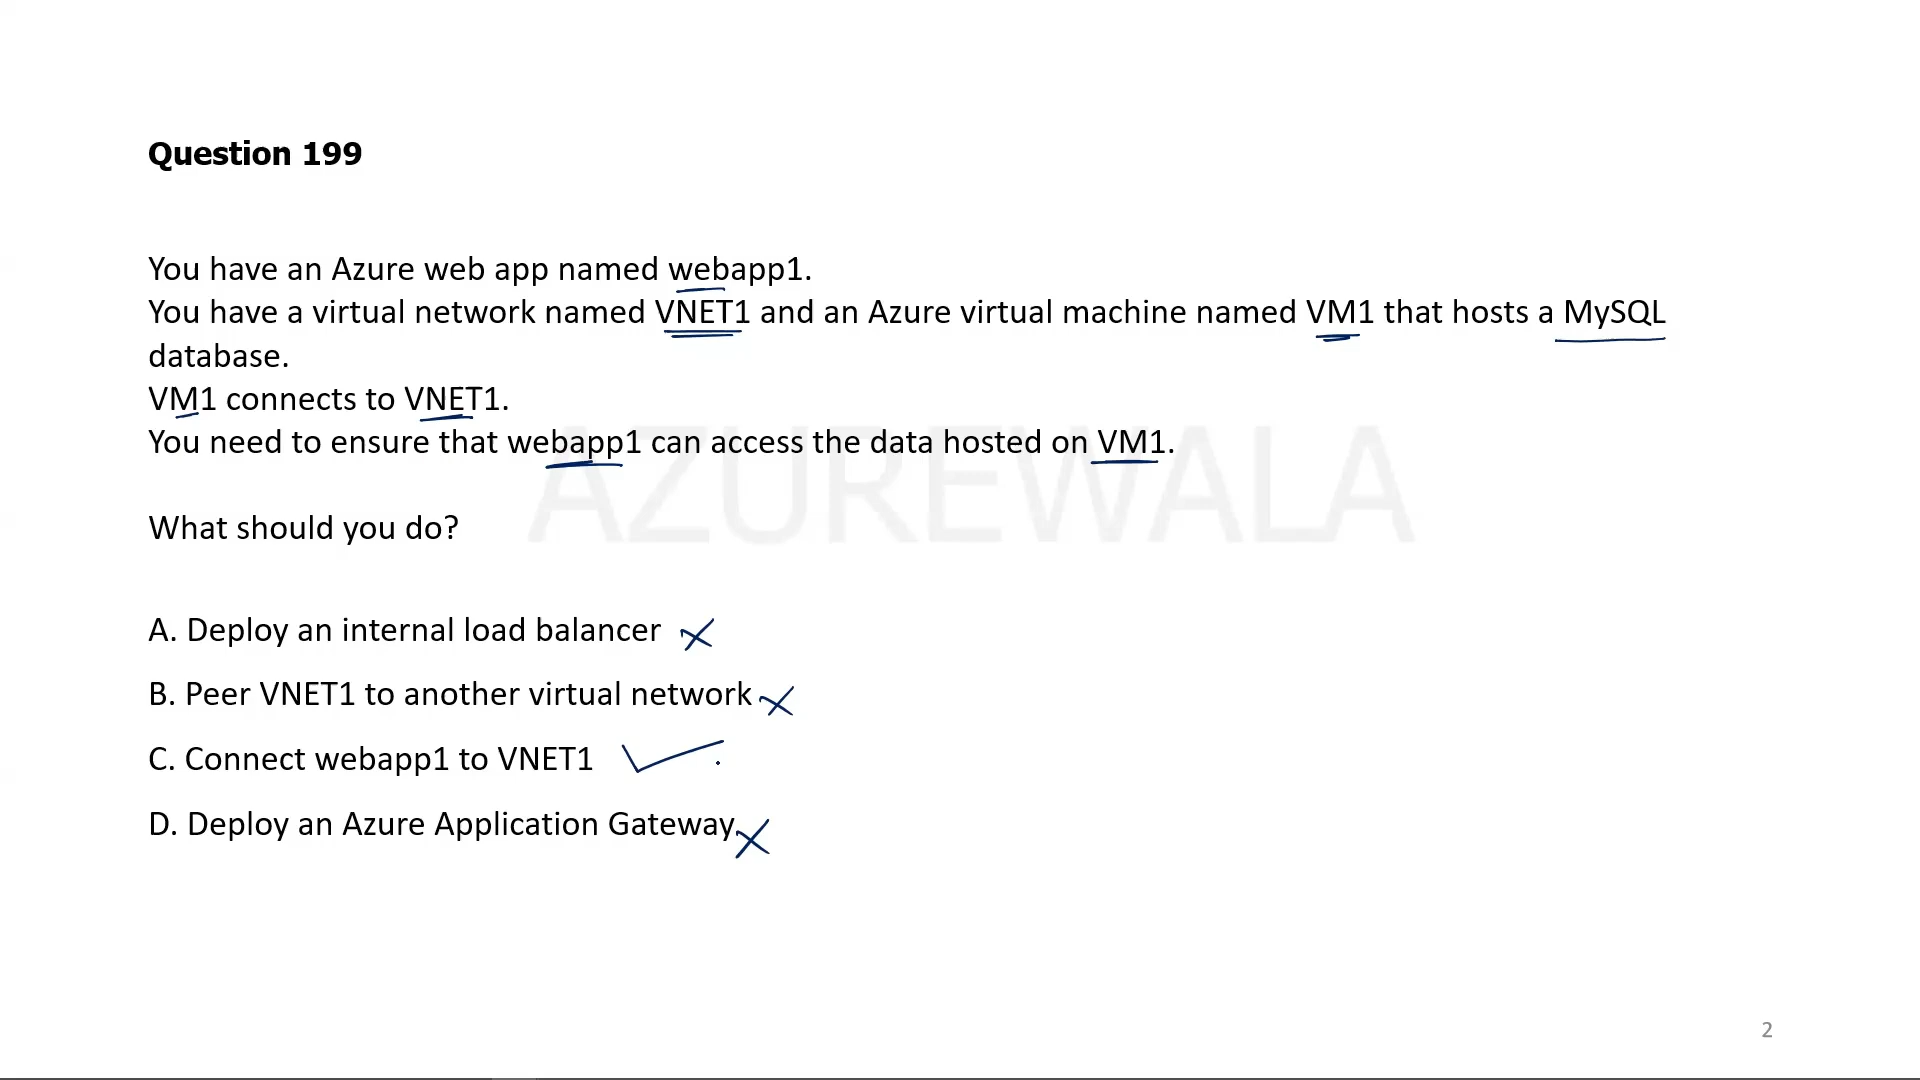 Question 199
You have an Azure web app named webapp1.
You have a virtual network named VNET1 and an Azure virtual machine named VM1 that hosts a MySQL
database.
VM1 connects to VNET1.
You need to ensure that webapp1 can access the data hosted on VM1.
AZUREWALA
What should you do?
A. Deploy an internal load balancer
B. Peer VNET1 to another virtual network
C. Connect webapp1 to VNET1
D. Deploy an Azure Application Gateway
2